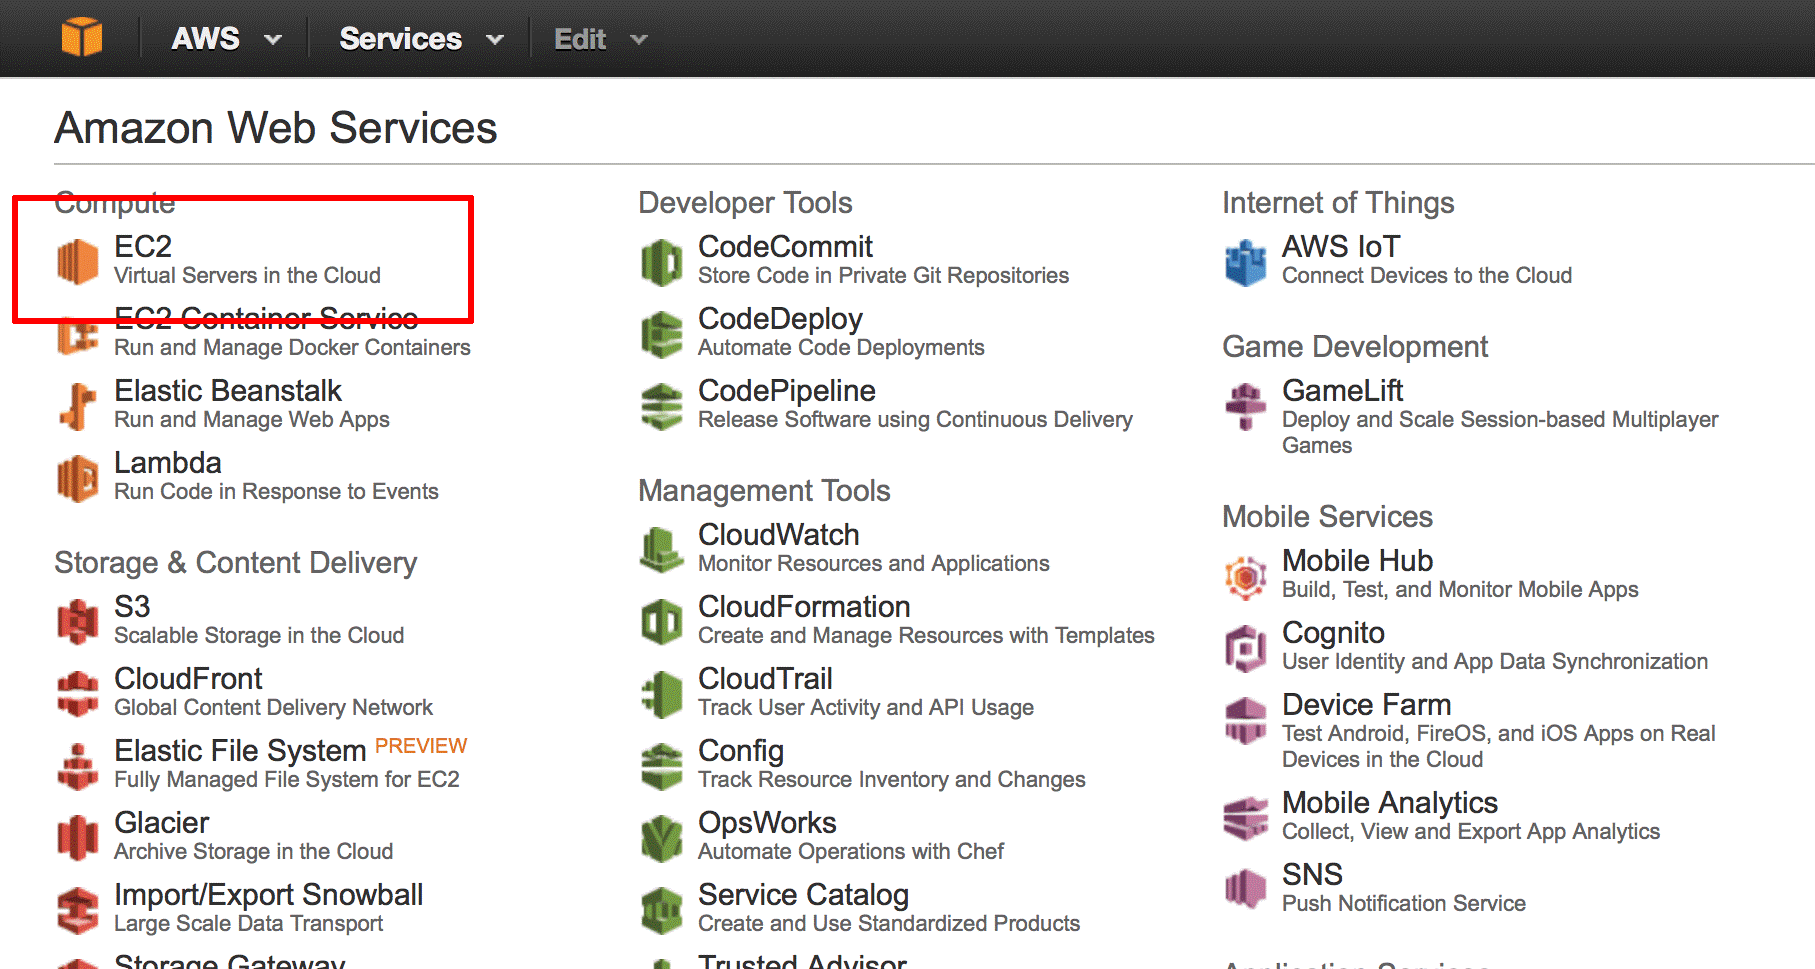 AWS Services Edit
Amazon Web Services
Compute
EC2
Virtual Servers in the Cloud
EC2 Container Service
Run and Manage Docker Containers
Elastic Beanstalk
Run and Manage Web Apps
Lambda
Run Code in Response to Events
Storage & Content Delivery
S3
Scalable Storage in the Cloud
CloudFront
Global Content Delivery Network
Elastic File System PREVIEW
Fully Managed File System for EC2
Glacier
Archive Storage in the Cloud
Import/Export Snowball
Large Scale Data Transport
Storage Gateway
Developer Tools
CodeCommit
Store Code in Private Git Repositories
CodeDeploy
Automate Code Deployments
CodePipeline
Release Software using Continuous Delivery
Management Tools
CloudWatch
Monitor Resources and Applications
CloudFormation
Create and Manage Resources with Templates
CloudTrail
Track User Activity and API Usage
Config
Track Resource Inventory and Changes
OpsWorks
Automate Operations with Chef
Service Catalog
Create and Use Standardized Products
Trusted Advisor
Internet of Things
AWS IoT
Connect Devices to the Cloud
Game Development
GameLift
Deploy and Scale Session-based Multiplayer
Games
Mobile Services
Mobile Hub
Build, Test, and Monitor Mobile Apps
Cognito
User Identity and App Data Synchronization
Device Farm
Test Android, FireOS, and iOS Apps on Real
Devices in the Cloud
Mobile Analytics
Collect, View and Export App Analytics
SNS
Push Notification Service
Application Services